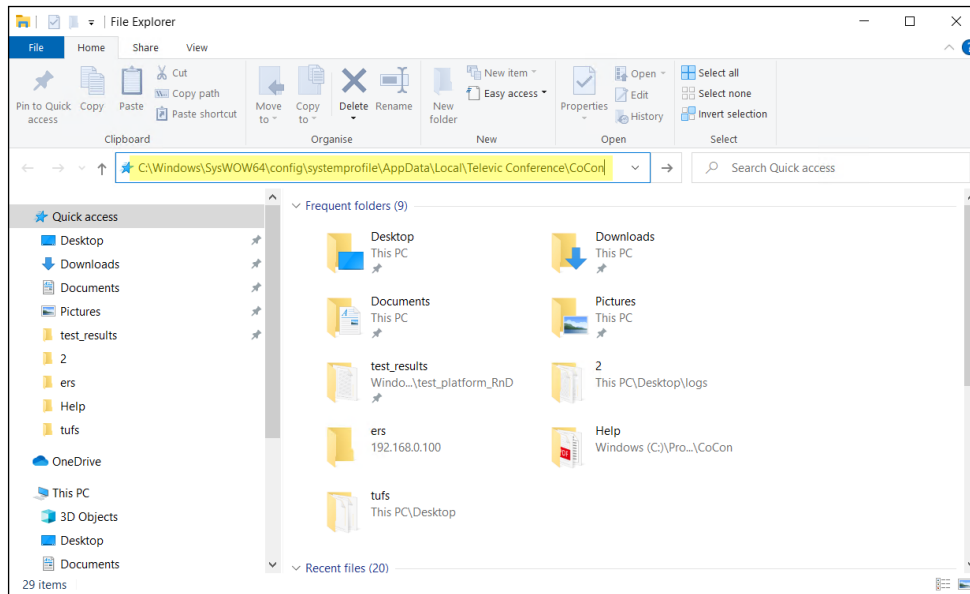 File Explorer
File Home Share View
Pin to Quick access
Copy
Paste
Cut
Copy path
Paste shortcut
Clipboard
Move to
Copy to
Delete
Rename
Organise
New folder
New item
Easy access
New
Properties
Open
Edit
History
Open
Select all
Select none
Invert selection
Select
C:\Windows\SysWOW64\config\systemprofile\AppData\Local\Televic Conference\CoCon
Search Quick access
Quick access
Desktop
Downloads
Documents
Pictures
test_results
2
ers
Help
tufs
OneDrive
This PC
3D Objects
Desktop
Documents
Frequent folders (9)
Desktop
This PC
Downloads
This PC
Documents
This PC
Pictures
This PC
test_results
Windo...\test_platform_RnD
2
This PC\Desktop\logs
ers
192.168.0.100
Help
Windows (C:)\Pro...\CoCon
PDF
tufs
This PC\Desktop
Recent files (20)
29 items